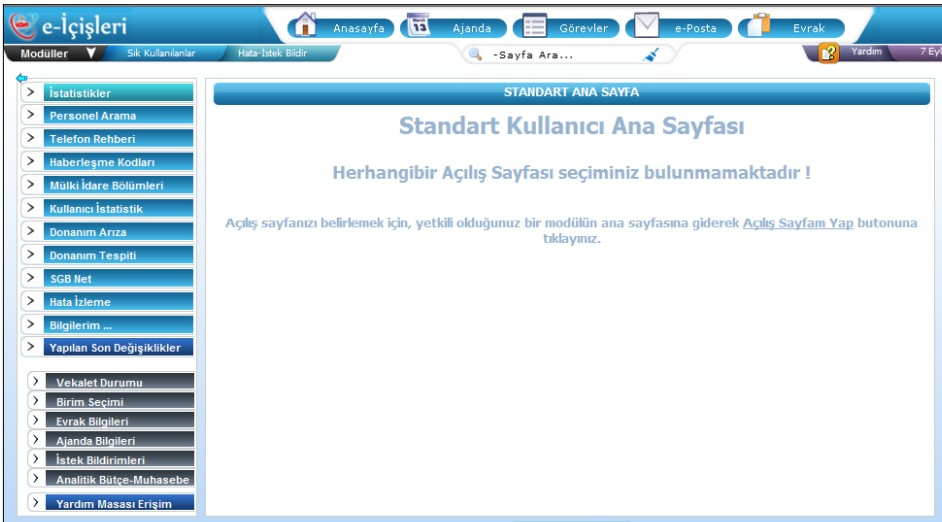 e-İçişleri
Anasayfa
Ajanda
Görevler
e-Posta
Evrak
13
Modüller
Sık Kullanılanlar
Hata-İstek Bildir
-Sayfa Ara...
Yardım
7 Eyl
İstatistikler
Personel Arama
Telefon Rehberi
Haberleşme Kodları
Mülki İdare Bölümleri
Kullanıcı İstatistik
Donanım Arıza
Donanım Tespiti
SGB Net
Hata İzleme
Bilgilerim ...
Yapılan Son Değişiklikler
Vekalet Durumu
Birim Seçimi
Evrak Bilgileri
Ajanda Bilgileri
İstek Bildirimleri
Analitik Bütçe-Muhasebe
Yardım Masası Erişim
STANDART ANA SAYFA
Standart Kullanıcı Ana Sayfası
Herhangibir Açılış Sayfası seçiminiz bulunmamaktadır !
Açılış sayfanızı belirlemek için, yetkili olduğunuz bir modülün ana sayfasına giderek Açılış Sayfam Yap butonuna
tıklayınız.